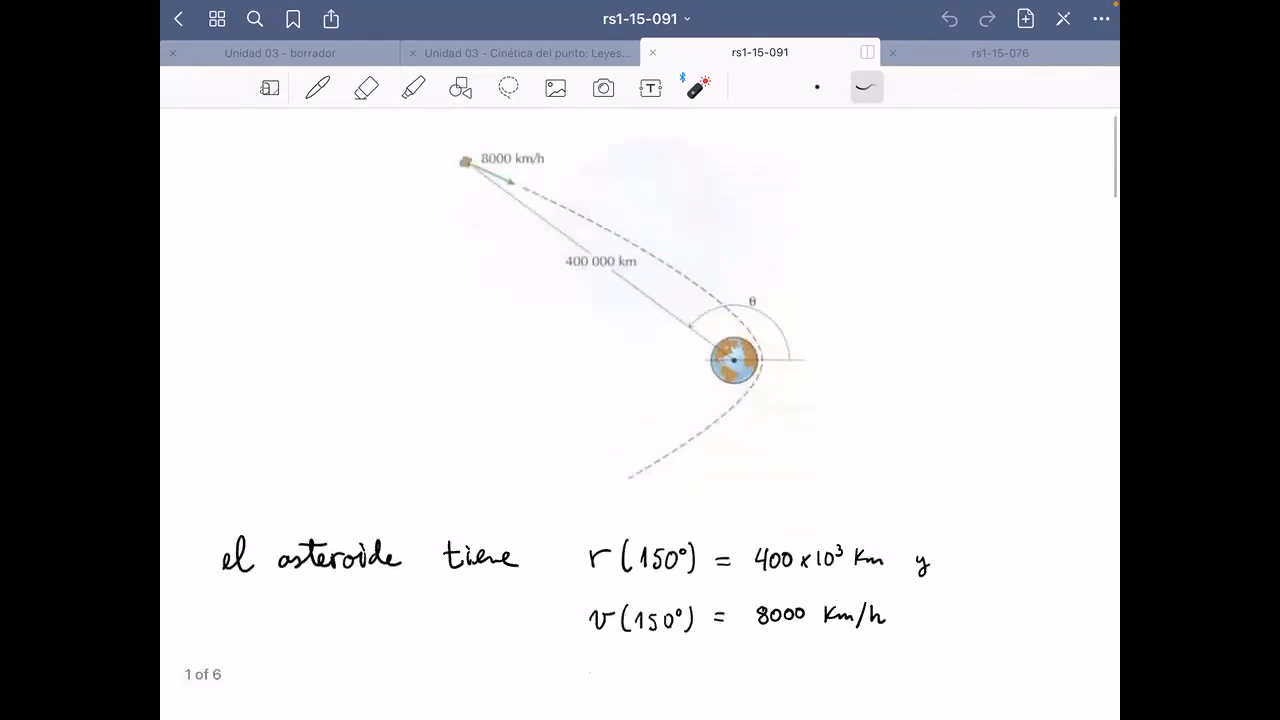 rs1-15-091
Unidad 03 - borrador
Unidad 03 - Cinética del punto: Leyes...
rs1-15-091
rs1-15-076
T
8000 km/h
400 000 km
θ
el asteroide tiene r(150°) = 400×10³ Km y
v(150°) = 8000 Km/h
1 of 6